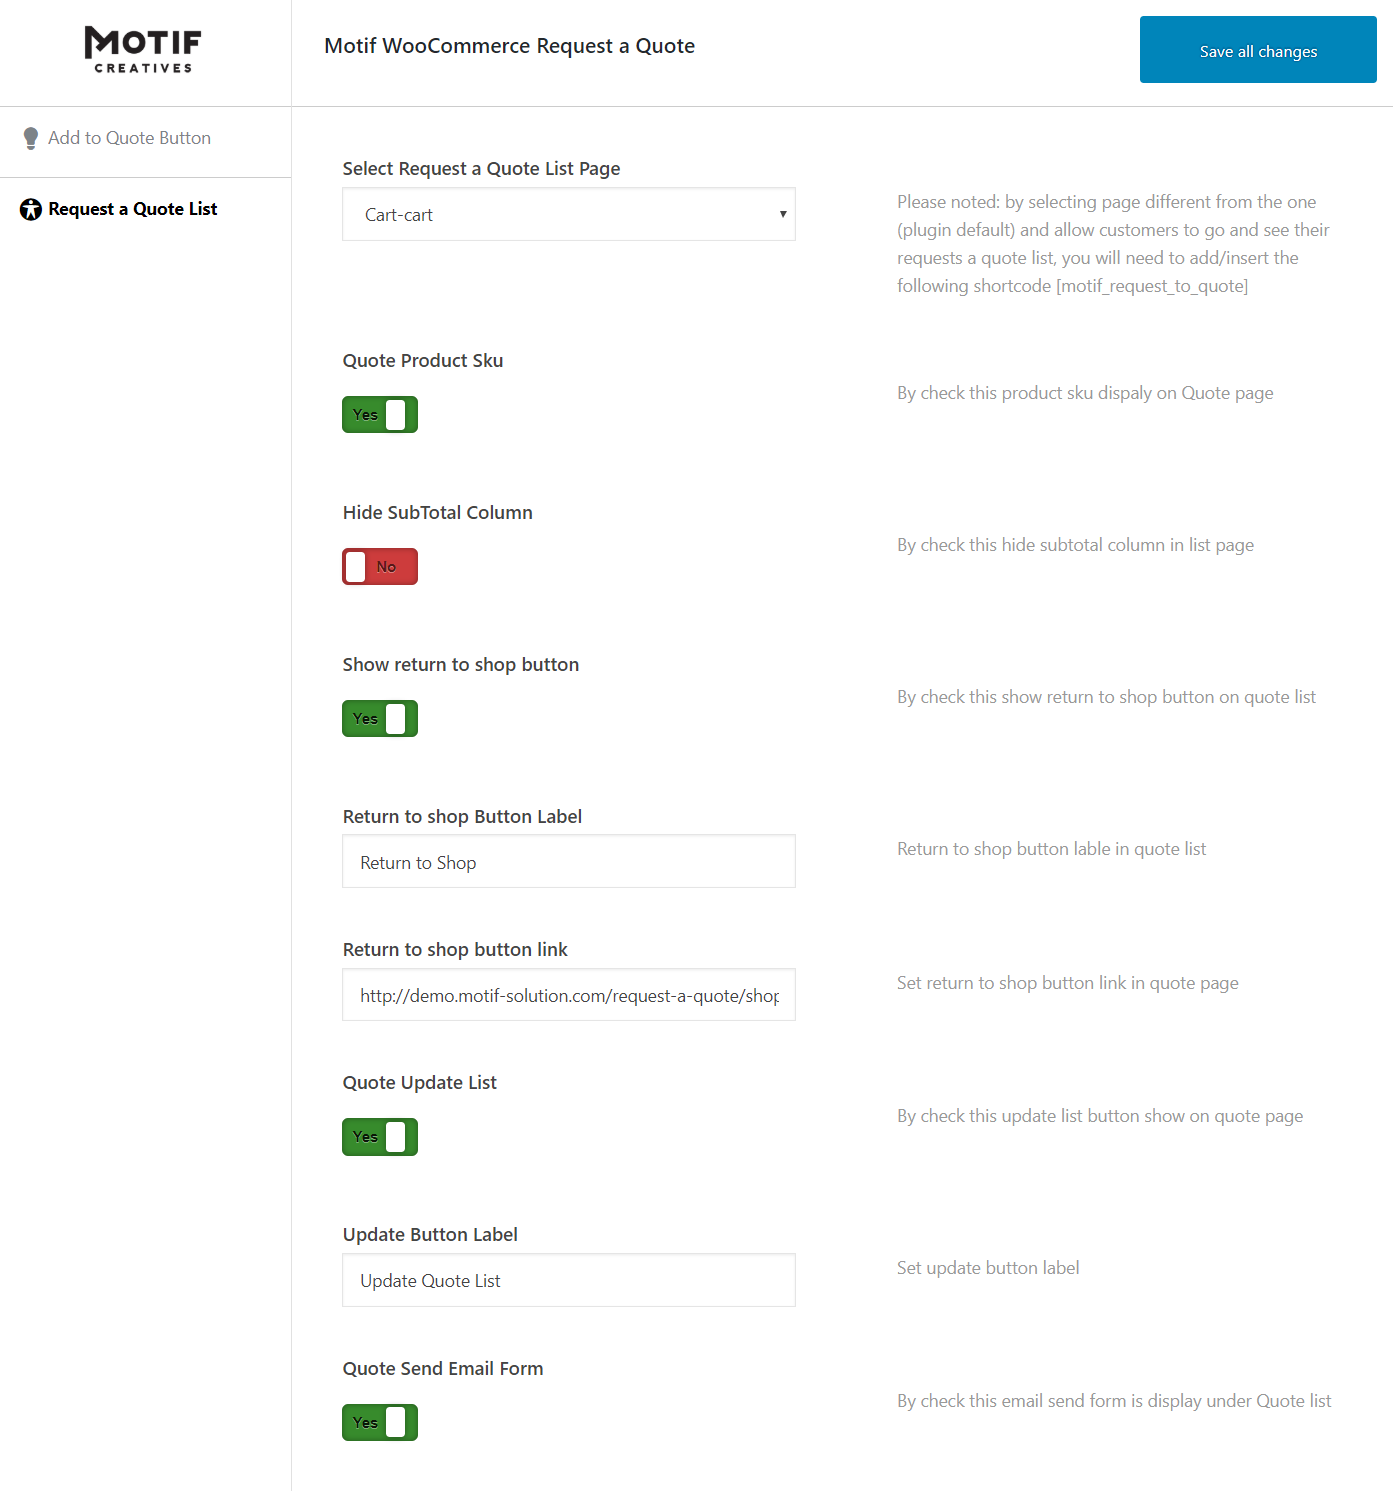 MOTIF
CREATIVES
Motif WooCommerce Request a Quote
Save all changes
Add to Quote Button
Request a Quote List
Select Request a Quote List Page
Cart-cart
Please noted: by selecting page different from the one
(plugin default) and allow customers to go and see their
requests a quote list, you will need to add/insert the
following shortcode [motif_request_to_quote]
Quote Product Sku
Yes
By check this product sku dispaly on Quote page
Hide SubTotal Column
No
By check this hide subtotal column in list page
Show return to shop button
Yes
By check this show return to shop button on quote list
Return to shop Button Label
Return to Shop
Return to shop button lable in quote list
Return to shop button link
http://demo.motif-solution.com/request-a-quote/shop
Set return to shop button link in quote page
Quote Update List
Yes
By check this update list button show on quote page
Update Button Label
Update Quote List
Set update button label
Quote Send Email Form
Yes
By check this email send form is display under Quote list